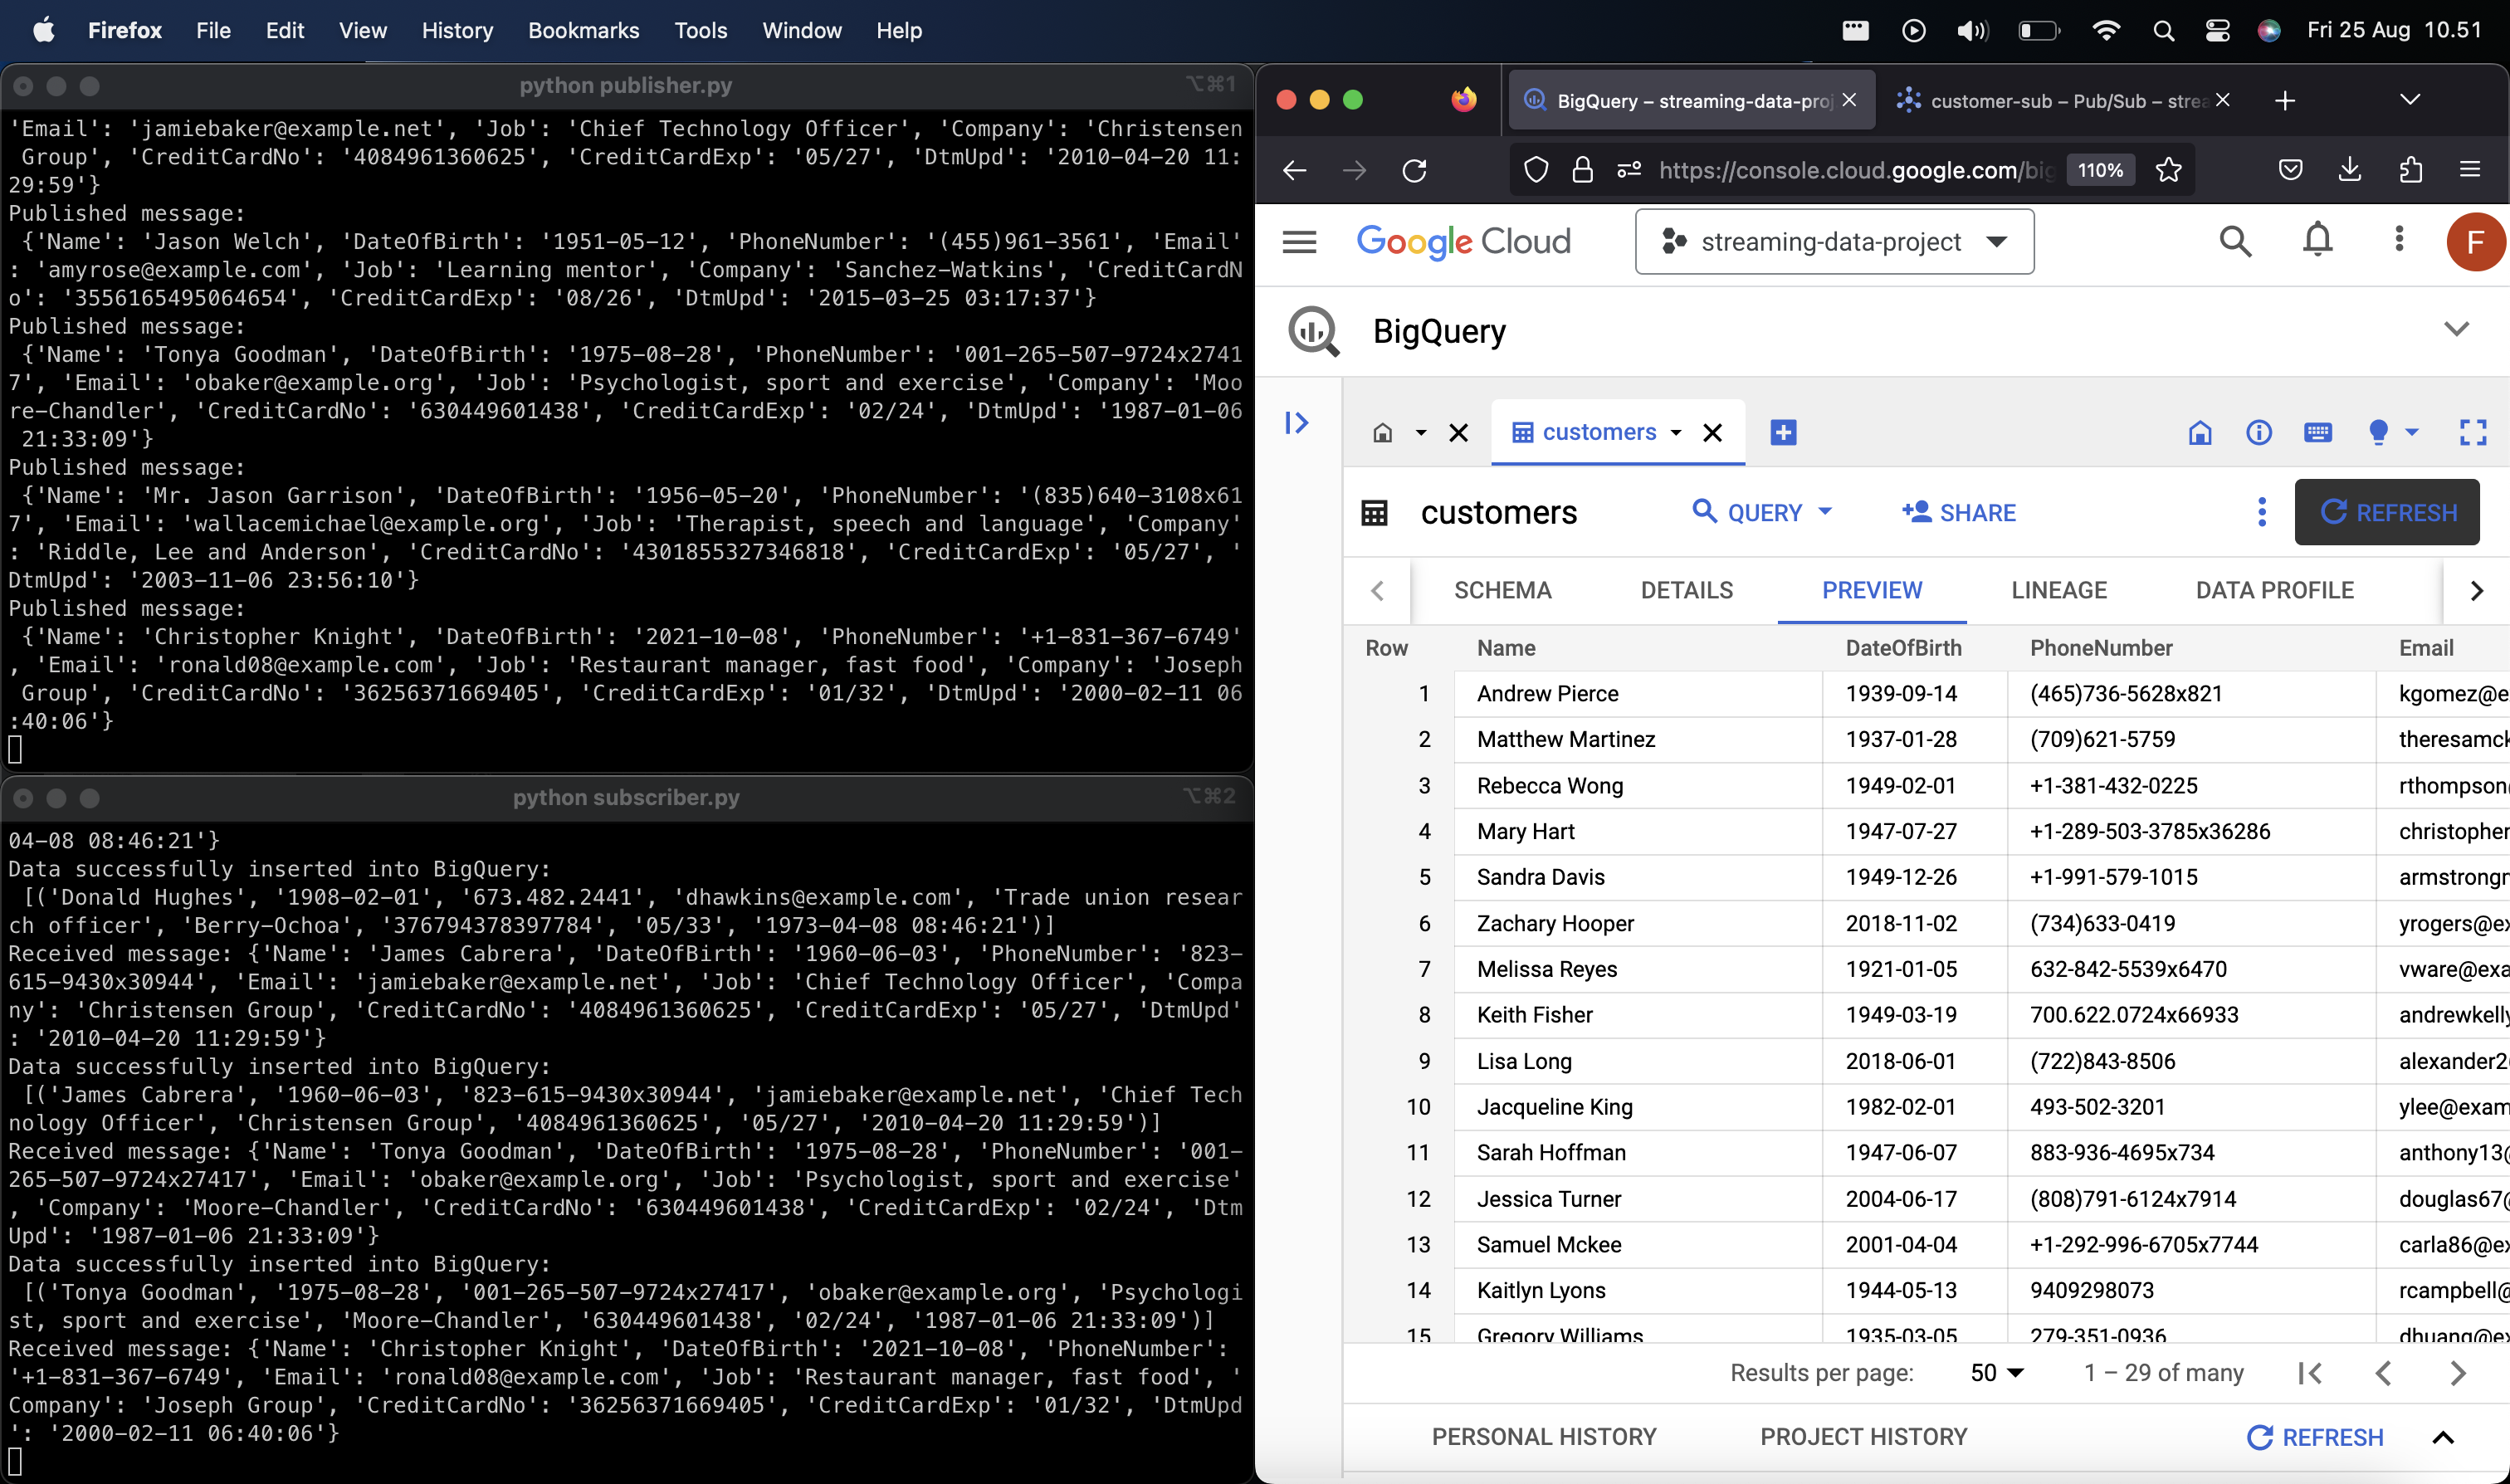 Firefox File Edit View History Bookmarks Tools Window Help Fri 25 Aug 10.51
python publisher.py ⌥⌘1
'Email': 'jamiebaker@example.net', 'Job': 'Chief Technology Officer', 'Company': 'Christensen
Group', 'CreditCardNo': '4084961360625', 'CreditCardExp': '05/27', 'DtmUpd': '2010-04-20 11:
29:59'}
Published message:
{'Name': 'Jason Welch', 'DateOfBirth': '1951-05-12', 'PhoneNumber': '(455)961-3561', 'Email'
: 'amyrose@example.com', 'Job': 'Learning mentor', 'Company': 'Sanchez-Watkins', 'CreditCardN
o': '3556165495064654', 'CreditCardExp': '08/26', 'DtmUpd': '2015-03-25 03:17:37'}
Published message:
{'Name': 'Tonya Goodman', 'DateOfBirth': '1975-08-28', 'PhoneNumber': '001-265-507-9724x2741
7', 'Email': 'obaker@example.org', 'Job': 'Psychologist, sport and exercise', 'Company': 'Moo
re-Chandler', 'CreditCardNo': '630449601438', 'CreditCardExp': '02/24', 'DtmUpd': '1987-01-06
21:33:09'}
Published message:
{'Name': 'Mr. Jason Garrison', 'DateOfBirth': '1956-05-20', 'PhoneNumber': '(835)640-3108x61
7', 'Email': 'wallacemichael@example.org', 'Job': 'Therapist, speech and language', 'Company'
: 'Riddle, Lee and Anderson', 'CreditCardNo': '4301855327346818', 'CreditCardExp': '05/27', '
DtmUpd': '2003-11-06 23:56:10'}
Published message:
{'Name': 'Christopher Knight', 'DateOfBirth': '2021-10-08', 'PhoneNumber': '+1-831-367-6749'
, 'Email': 'ronald08@example.com', 'Job': 'Restaurant manager, fast food', 'Company': 'Joseph
Group', 'CreditCardNo': '36256371669405', 'CreditCardExp': '01/32', 'DtmUpd': '2000-02-11 06
:40:06'}
python subscriber.py ⌥⌘2
04-08 08:46:21'}
Data successfully inserted into BigQuery:
[('Donald Hughes', '1908-02-01', '673.482.2441', 'dhawkins@example.com', 'Trade union resear
ch officer', 'Berry-Ochoa', '376794378397784', '05/33', '1973-04-08 08:46:21')]
Received message: {'Name': 'James Cabrera', 'DateOfBirth': '1960-06-03', 'PhoneNumber': '823-
615-9430x30944', 'Email': 'jamiebaker@example.net', 'Job': 'Chief Technology Officer', 'Compa
ny': 'Christensen Group', 'CreditCardNo': '4084961360625', 'CreditCardExp': '05/27', 'DtmUpd'
: '2010-04-20 11:29:59'}
Data successfully inserted into BigQuery:
[('James Cabrera', '1960-06-03', '823-615-9430x30944', 'jamiebaker@example.net', 'Chief Tech
nology Officer', 'Christensen Group', '4084961360625', '05/27', '2010-04-20 11:29:59')]
Received message: {'Name': 'Tonya Goodman', 'DateOfBirth': '1975-08-28', 'PhoneNumber': '001-
265-507-9724x27417', 'Email': 'obaker@example.org', 'Job': 'Psychologist, sport and exercise'
, 'Company': 'Moore-Chandler', 'CreditCardNo': '630449601438', 'CreditCardExp': '02/24', 'Dtm
Upd': '1987-01-06 21:33:09'}
Data successfully inserted into BigQuery:
[('Tonya Goodman', '1975-08-28', '001-265-507-9724x27417', 'obaker@example.org', 'Psychologi
st, sport and exercise', 'Moore-Chandler', '630449601438', '02/24', '1987-01-06 21:33:09')]
Received message: {'Name': 'Christopher Knight', 'DateOfBirth': '2021-10-08', 'PhoneNumber':
'+1-831-367-6749', 'Email': 'ronald08@example.com', 'Job': 'Restaurant manager, fast food', '
Company': 'Joseph Group', 'CreditCardNo': '36256371669405', 'CreditCardExp': '01/32', 'DtmUpd
': '2000-02-11 06:40:06'}
BigQuery – streaming-data-proj customer-sub – Pub/Sub – strea
https://console.cloud.google.com/big 110%
Google Cloud streaming-data-project F
BigQuery
customers
customers QUERY SHARE REFRESH
SCHEMA DETAILS PREVIEW LINEAGE DATA PROFILE
Row Name DateOfBirth PhoneNumber Email
1 Andrew Pierce 1939-09-14 (465)736-5628x821 kgomez@e
2 Matthew Martinez 1937-01-28 (709)621-5759 theresamck
3 Rebecca Wong 1949-02-01 +1-381-432-0225 rthompson@
4 Mary Hart 1947-07-27 +1-289-503-3785x36286 christopher
5 Sandra Davis 1949-12-26 +1-991-579-1015 armstrong
6 Zachary Hooper 2018-11-02 (734)633-0419 yrogers@ex
7 Melissa Reyes 1921-01-05 632-842-5539x6470 vware@exa
8 Keith Fisher 1949-03-19 700.622.0724x66933 andrewkelly
9 Lisa Long 2018-06-01 (722)843-8506 alexander2
10 Jacqueline King 1982-02-01 493-502-3201 ylee@exam
11 Sarah Hoffman 1947-06-07 883-936-4695x734 anthony13@
12 Jessica Turner 2004-06-17 (808)791-6124x7914 douglas67@
13 Samuel Mckee 2001-04-04 +1-292-996-6705x7744 carla86@ex
14 Kaitlyn Lyons 1944-05-13 9409298073 rcampbell@
15 Gregory Williams 1935-03-05 279-351-0936 dhuang@ex
Results per page: 50 1 – 29 of many
PERSONAL HISTORY PROJECT HISTORY REFRESH